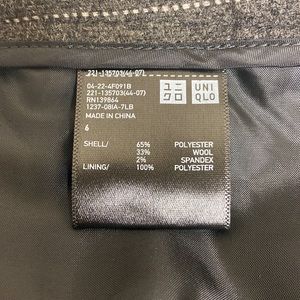 221-135703(44-07)
04-22-4F091B
221-135703(44-07)
RN139864
1237-08IA-7LB
MADE IN CHINA
6
ユニ
クロ
UNI
QLO
SHELL/ 65% POLYESTER
33% WOOL
2% SPANDEX
LINING/ 100% POLYESTER